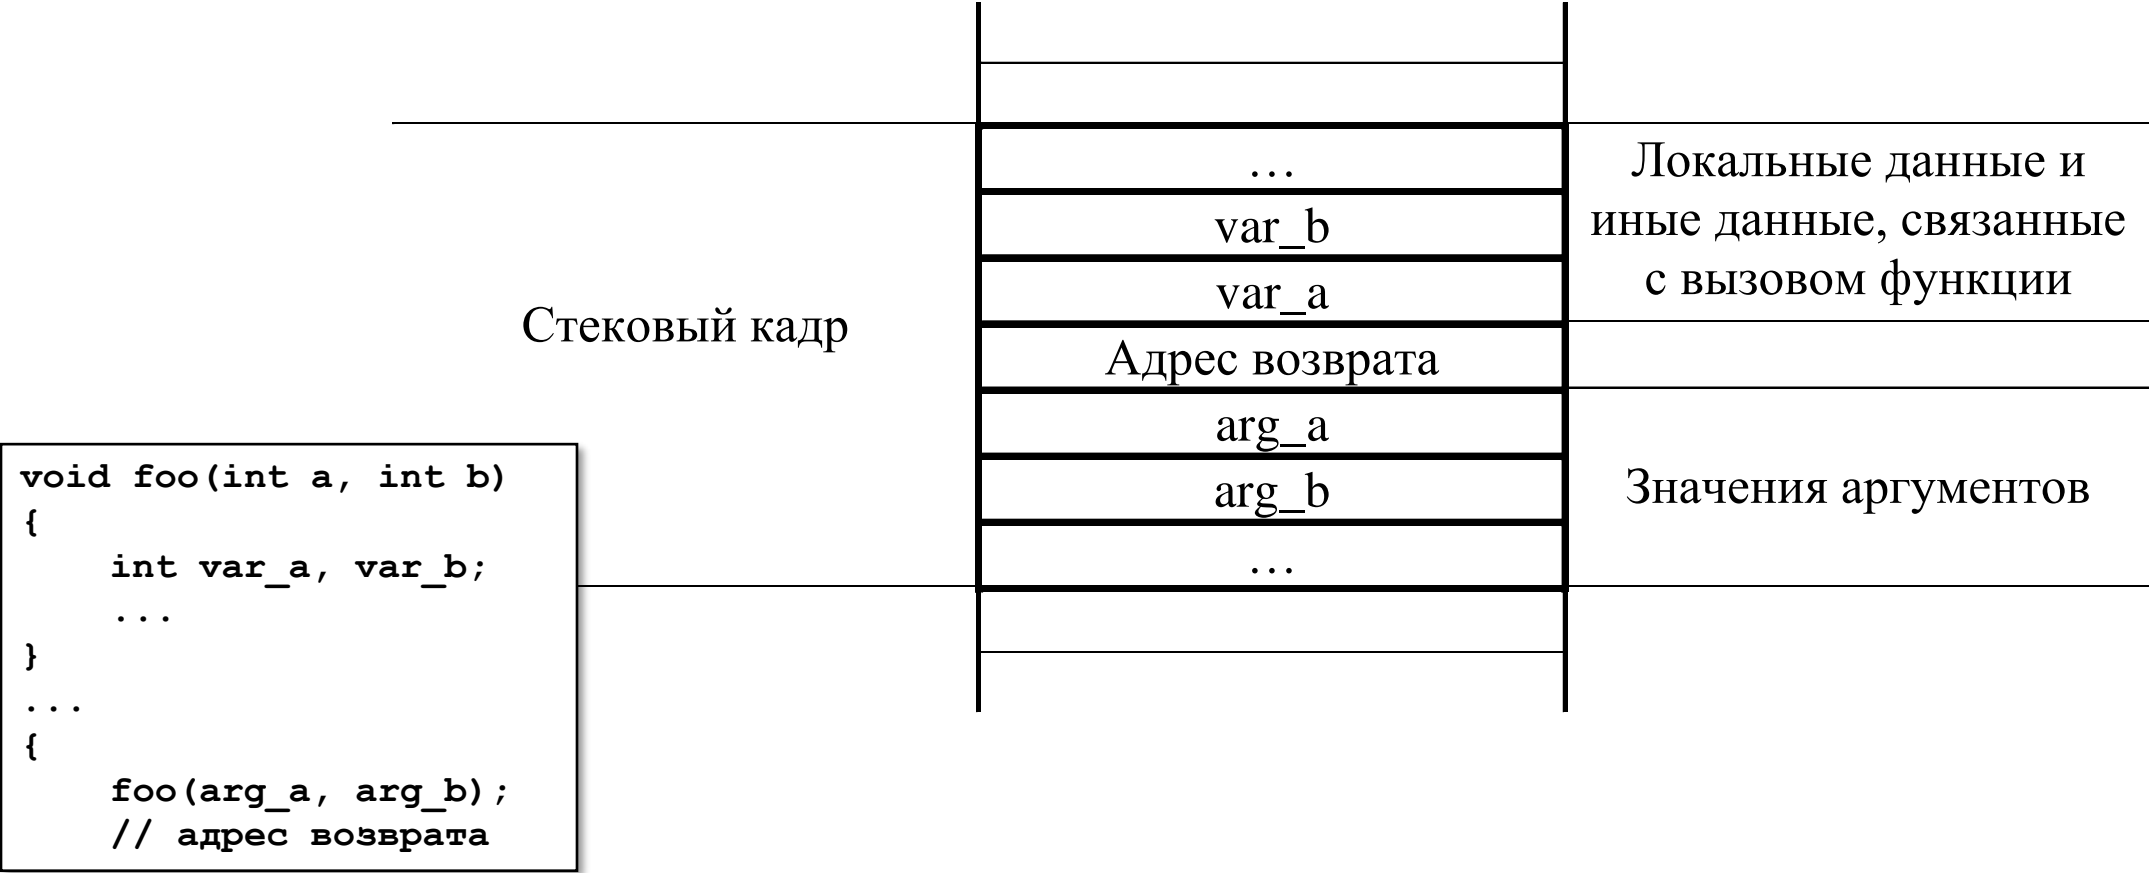 …
var_b
var_a
Адрес возврата
arg_a
arg_b
…
Стековый кадр
Локальные данные и
иные данные, связанные
с вызовом функции
Значения аргументов
void foo(int a, int b)
{
int var_a, var_b;
...
}
...
{
foo(arg_a, arg_b);
// адрес возврата